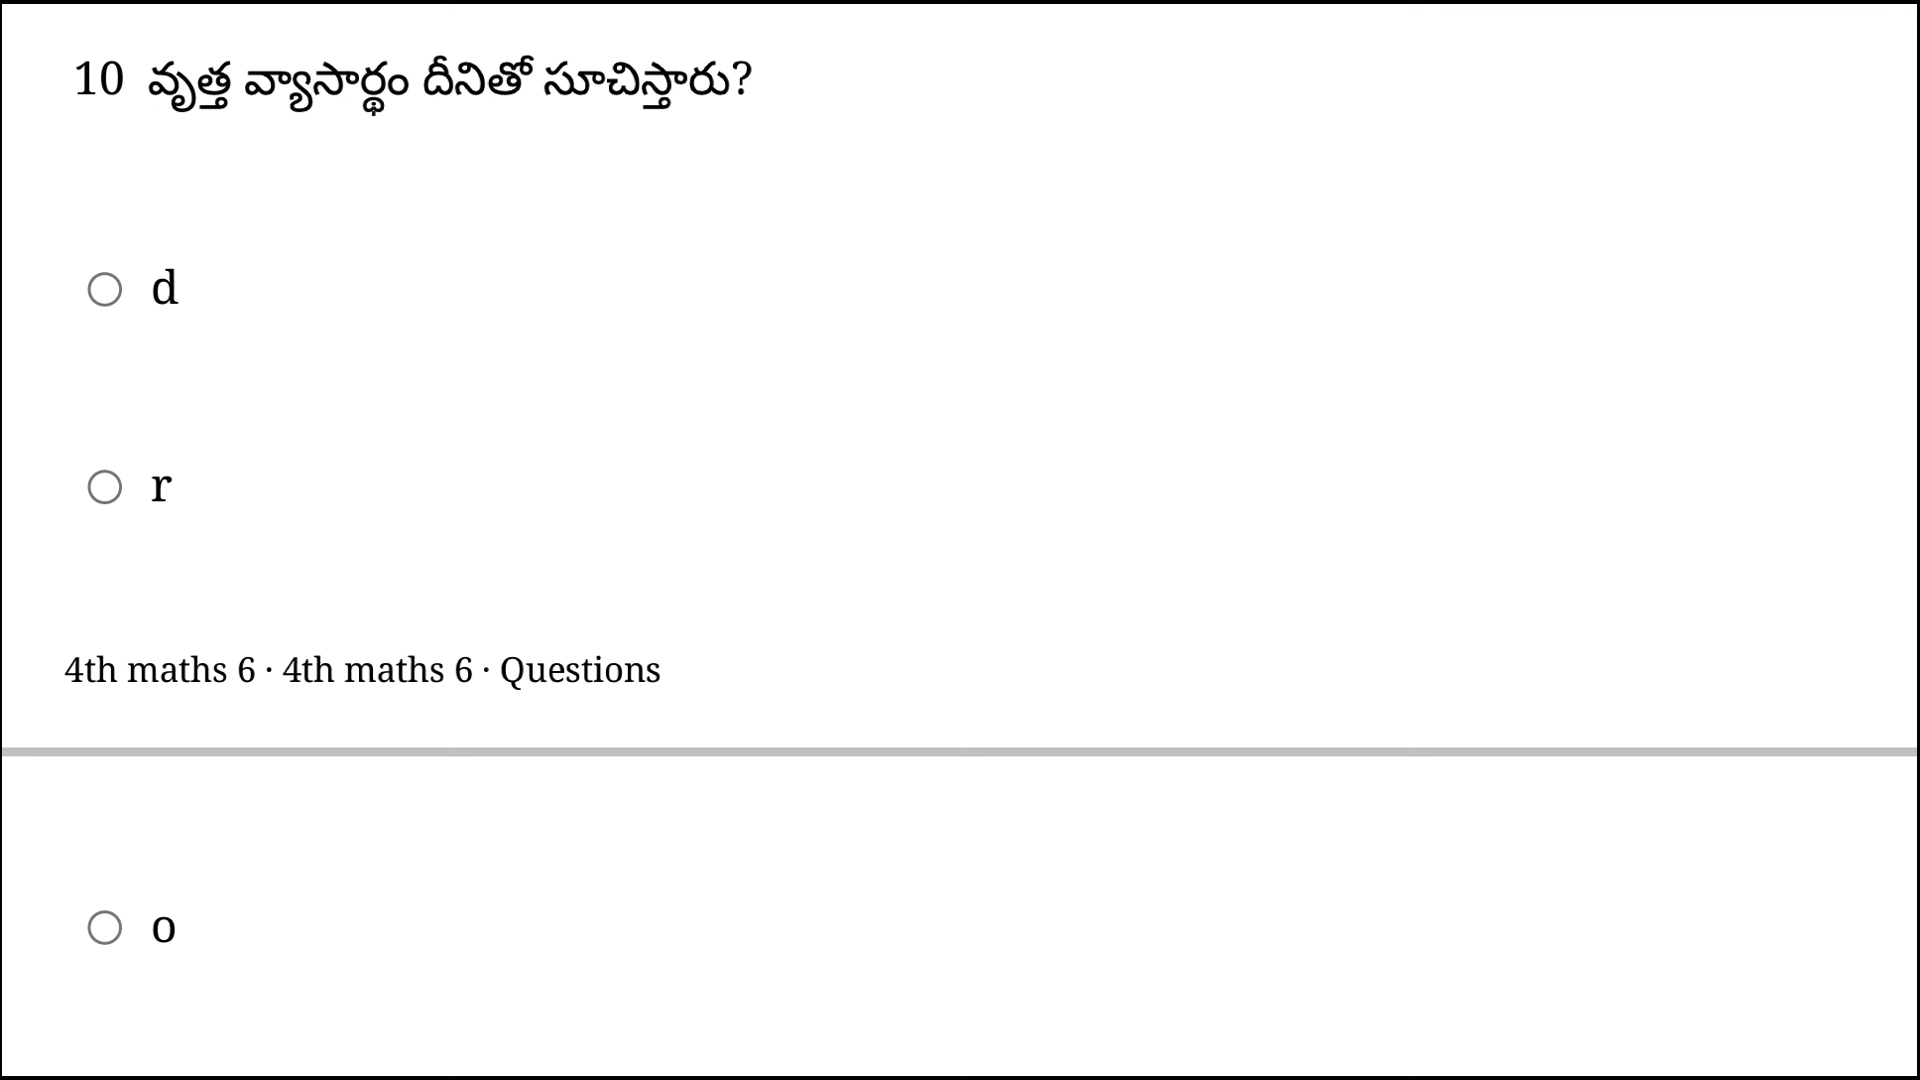 10 వృత్త వ్యాసార్థం దీనితో సూచిస్తారు?
d
r
4th maths 6 · 4th maths 6 · Questions
o